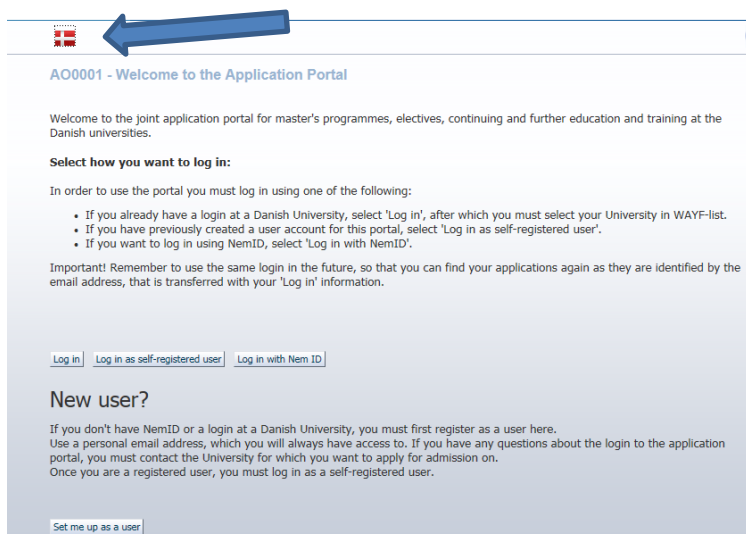 AO0001 - Welcome to the Application Portal
Welcome to the joint application portal for master's programmes, electives, continuing and further education and training at the
Danish universities.
Select how you want to log in:
In order to use the portal you must log in using one of the following:
• If you already have a login at a Danish University, select 'Log in', after which you must select your University in WAYF-list.
• If you have previously created a user account for this portal, select 'Log in as self-registered user'.
• If you want to log in using NemID, select 'Log in with NemID'.
Important! Remember to use the same login in the future, so that you can find your applications again as they are identified by the
email address, that is transferred with your 'Log in' information.
Log in Log in as self-registered user Log in with Nem ID
New user?
If you don't have NemID or a login at a Danish University, you must first register as a user here.
Use a personal email address, which you will always have access to. If you have any questions about the login to the application
portal, you must contact the University for which you want to apply for admission on.
Once you are a registered user, you must log in as a self-registered user.
Set me up as a user